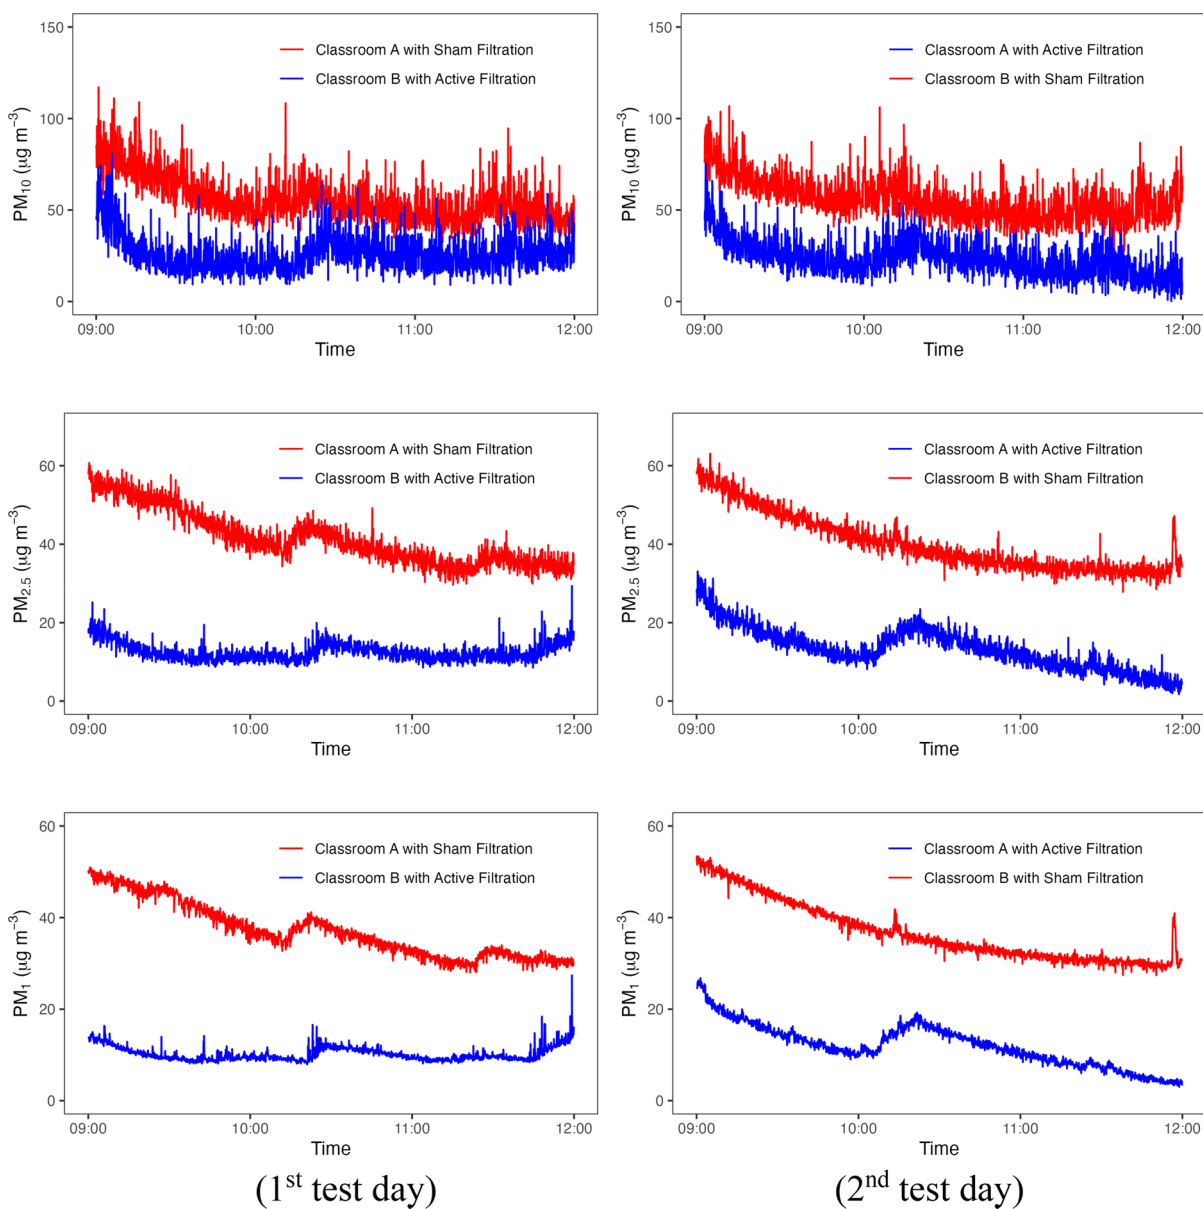 150
100
50
0
PM10 (μg m−3)
Classroom A with Sham Filtration
Classroom B with Active Filtration
09:00 10:00 11:00 12:00
Time
150
100
50
0
PM10 (μg m−3)
Classroom A with Active Filtration
Classroom B with Sham Filtration
09:00 10:00 11:00 12:00
Time
60
40
20
0
PM2.5 (μg m−3)
Classroom A with Sham Filtration
Classroom B with Active Filtration
09:00 10:00 11:00 12:00
Time
60
40
20
0
PM2.5 (μg m−3)
Classroom A with Active Filtration
Classroom B with Sham Filtration
09:00 10:00 11:00 12:00
Time
60
40
20
0
PM1 (μg m−3)
Classroom A with Sham Filtration
Classroom B with Active Filtration
09:00 10:00 11:00 12:00
Time
60
40
20
0
PM1 (μg m−3)
Classroom A with Active Filtration
Classroom B with Sham Filtration
09:00 10:00 11:00 12:00
Time
(1st test day)
(2nd test day)